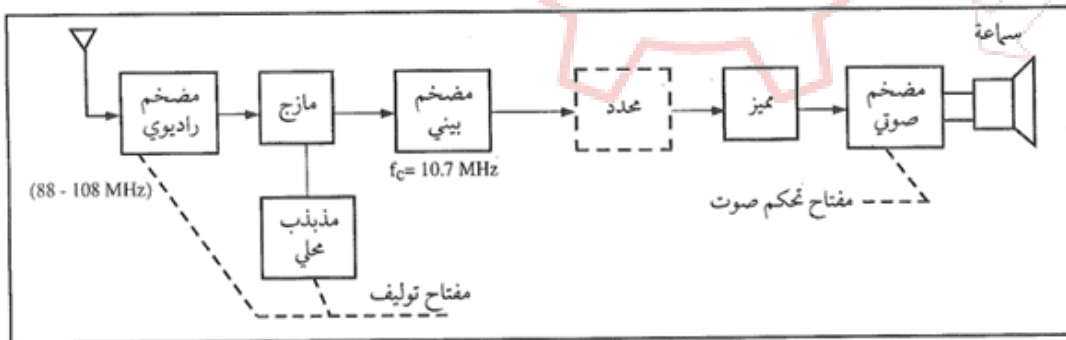 سماعة
مضخم
راديوي
مازج
مضخم
بيني
محدد
مميز
مضخم
صوتي
(88 - 108 MHz)
fc= 10.7 MHz
مذبذب
محلي
مفتاح تحكم صوت
مفتاح توليف